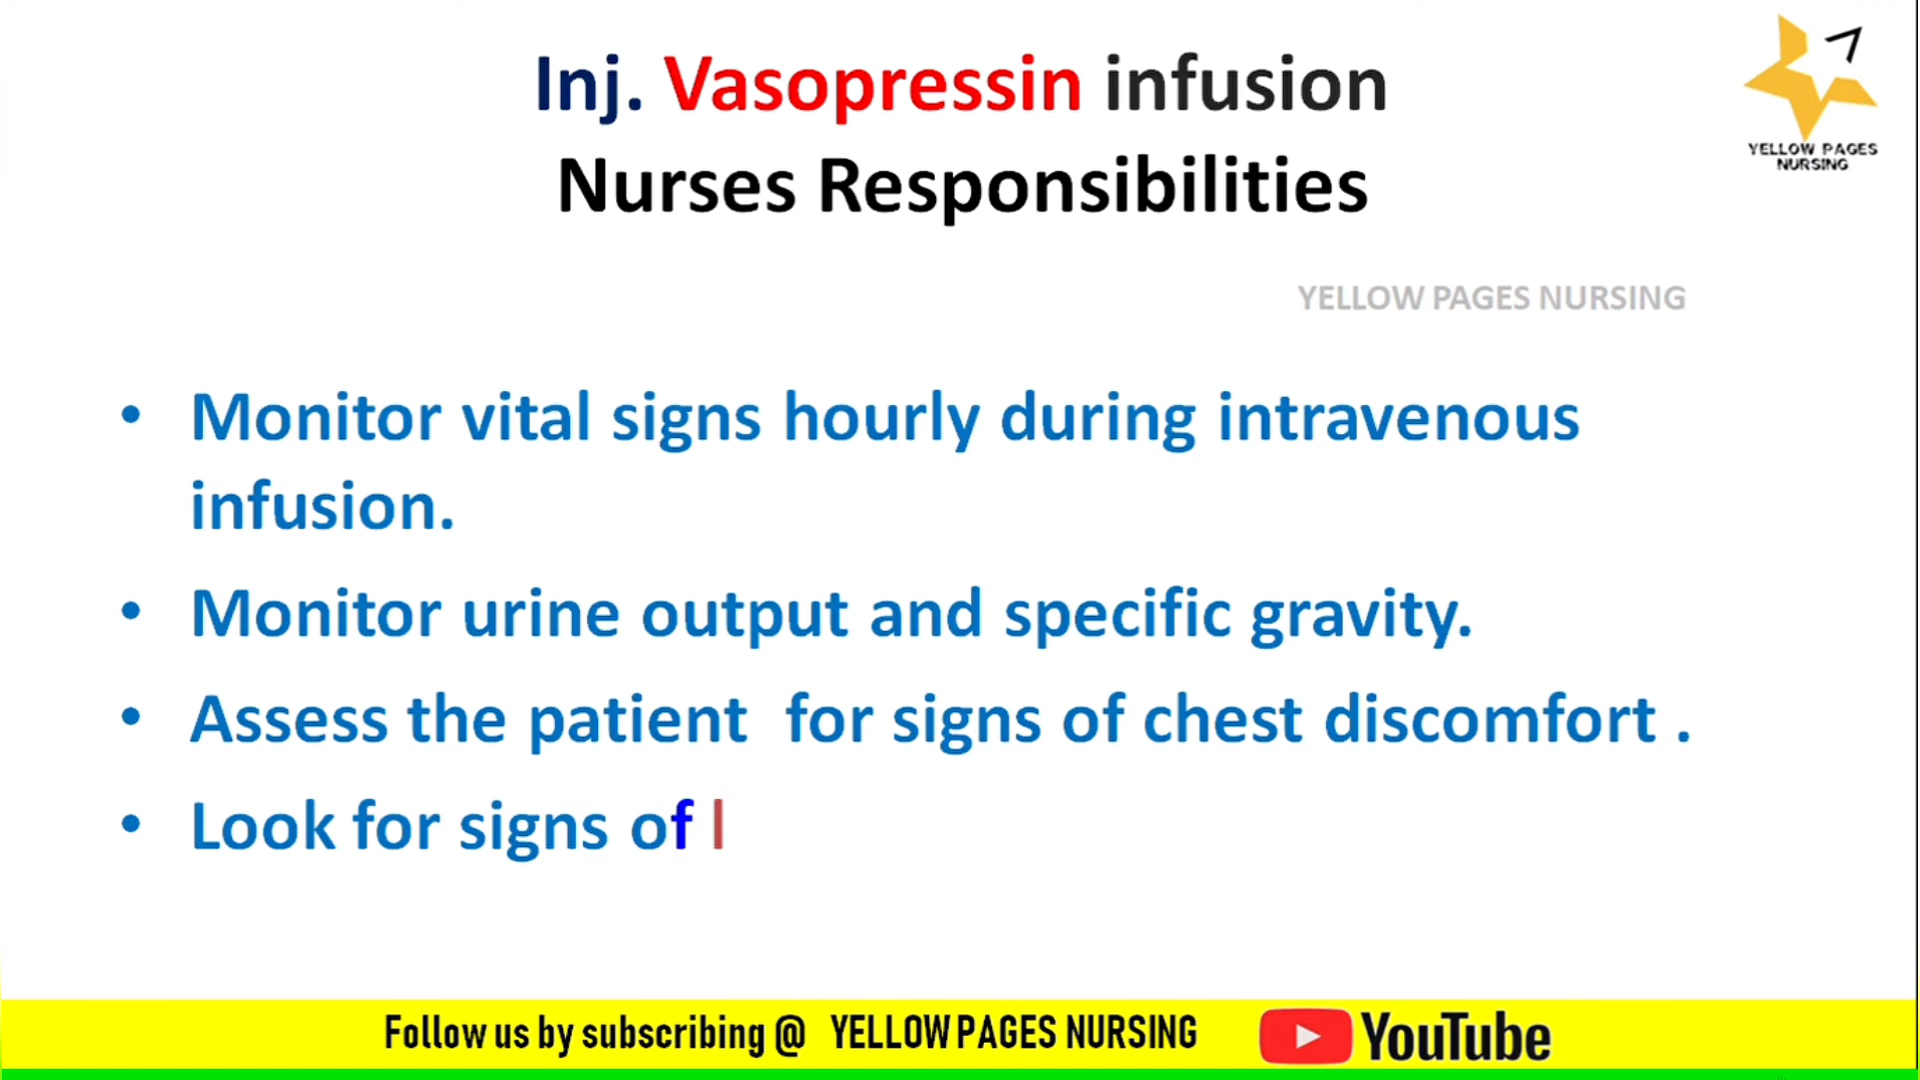 Inj. Vasopressin infusion
Nurses Responsibilities
YELLOW PAGES
NURSING
YELLOW PAGES NURSING
• Monitor vital signs hourly during intravenous
infusion.
• Monitor urine output and specific gravity.
• Assess the patient for signs of chest discomfort .
• Look for signs of l
Follow us by subscribing @ YELLOW PAGES NURSING YouTube